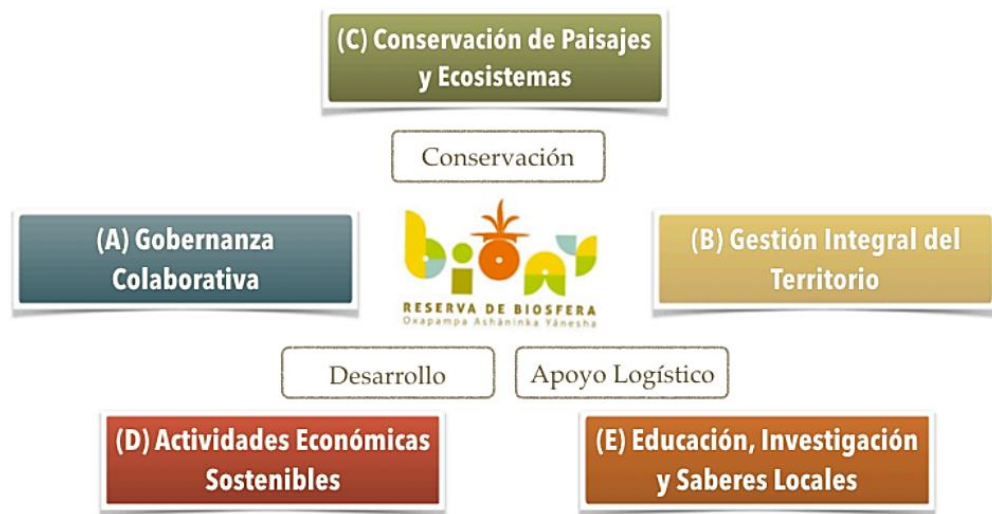 (C) Conservación de Paisajes
y Ecosistemas
Conservación
(A) Gobernanza
Colaborativa
bioay
RESERVA DE BIOSFERA
Oxapampa Asháninka Yánesha
(B) Gestión Integral del
Territorio
Desarrollo
Apoyo Logístico
(D) Actividades Económicas
Sostenibles
(E) Educación, Investigación
y Saberes Locales